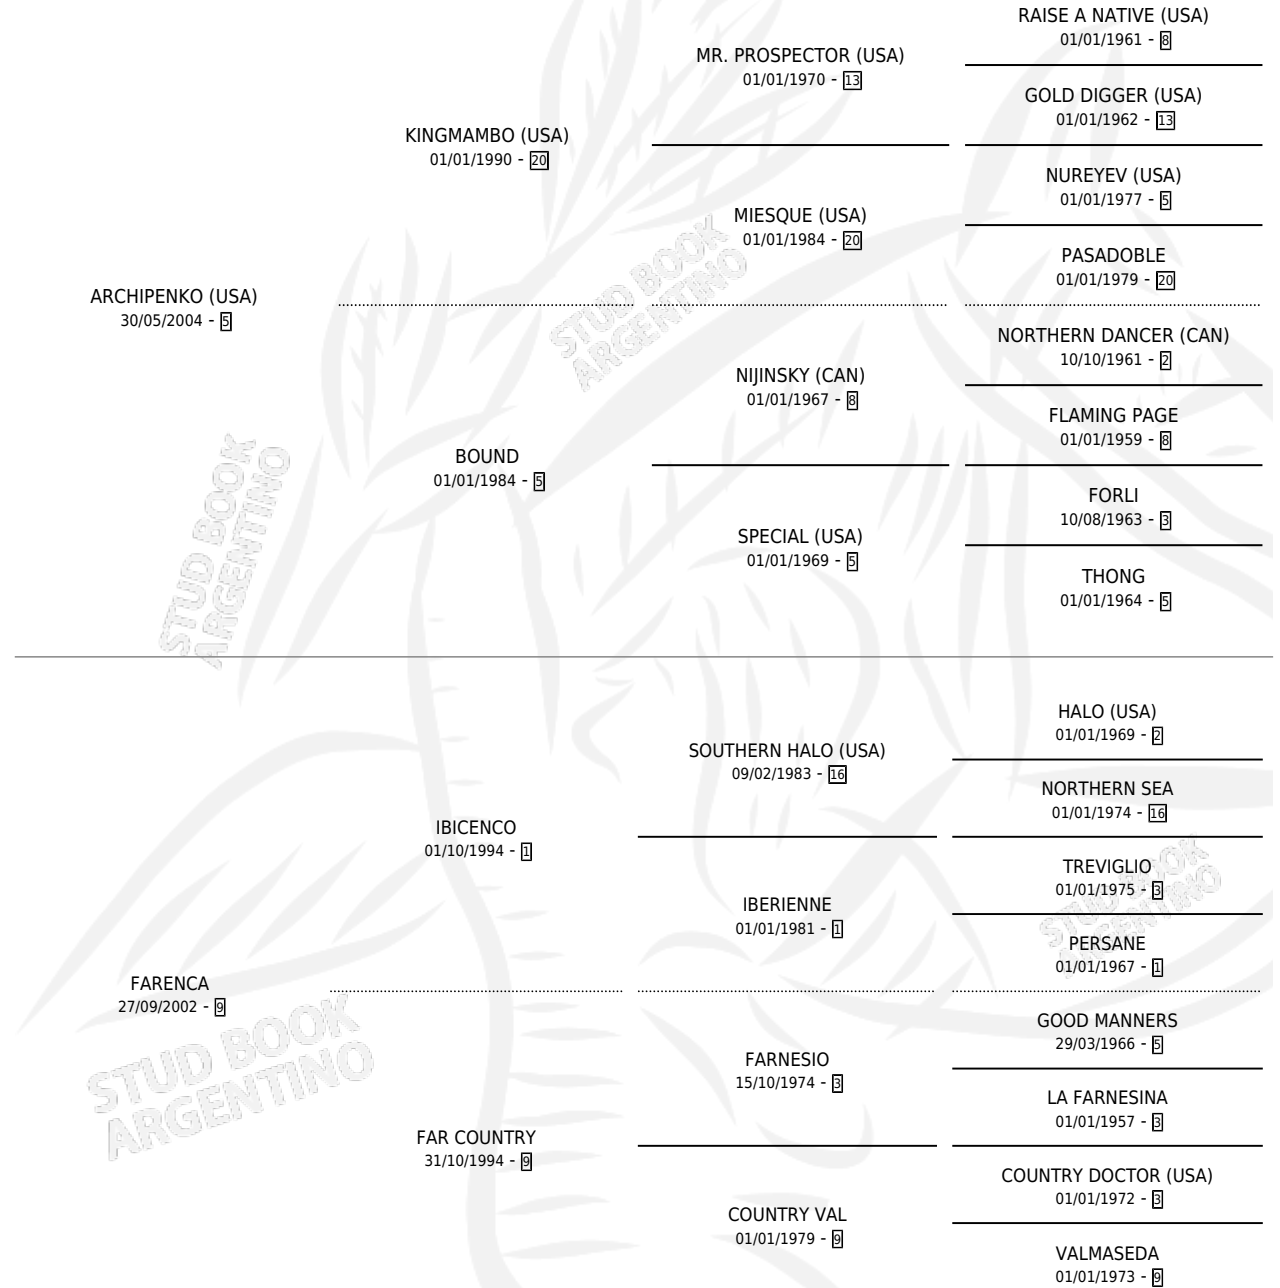 RAISE A NATIVE (USA)
01/01/1961 - 8
MR. PROSPECTOR (USA)
01/01/1970 - 13
GOLD DIGGER (USA)
01/01/1962 - 13
KINGMAMBO (USA)
01/01/1990 - 20
NUREYEV (USA)
01/01/1977 - 5
MIESQUE (USA)
01/01/1984 - 20
PASADOBLE
01/01/1979 - 20
ARCHIPENKO (USA)
30/05/2004 - 5
NORTHERN DANCER (CAN)
10/10/1961 - 2
NIJINSKY (CAN)
01/01/1967 - 8
FLAMING PAGE
01/01/1959 - 8
BOUND
01/01/1984 - 5
FORLI
10/08/1963 - 3
SPECIAL (USA)
01/01/1969 - 5
THONG
01/01/1964 - 5
HALO (USA)
01/01/1969 - 2
SOUTHERN HALO (USA)
09/02/1983 - 16
NORTHERN SEA
01/01/1974 - 16
IBICENCO
01/10/1994 - 1
TREVIGLIO
01/01/1975 - 3
IBERIENNE
01/01/1981 - 1
PERSANE
01/01/1967 - 1
FARENCA
27/09/2002 - 9
GOOD MANNERS
29/03/1966 - 5
FARNESIO
15/10/1974 - 3
LA FARNESINA
01/01/1957 - 3
FAR COUNTRY
31/10/1994 - 9
COUNTRY DOCTOR (USA)
01/01/1972 - 3
COUNTRY VAL
01/01/1979 - 9
VALMASEDA
01/01/1973 - 9
STUD BOOK
ARGENTINO
STUD BOOK
ARGENTINO
STUD BOOK
ARGENTINO
STUD BOOK
ARGENTINO